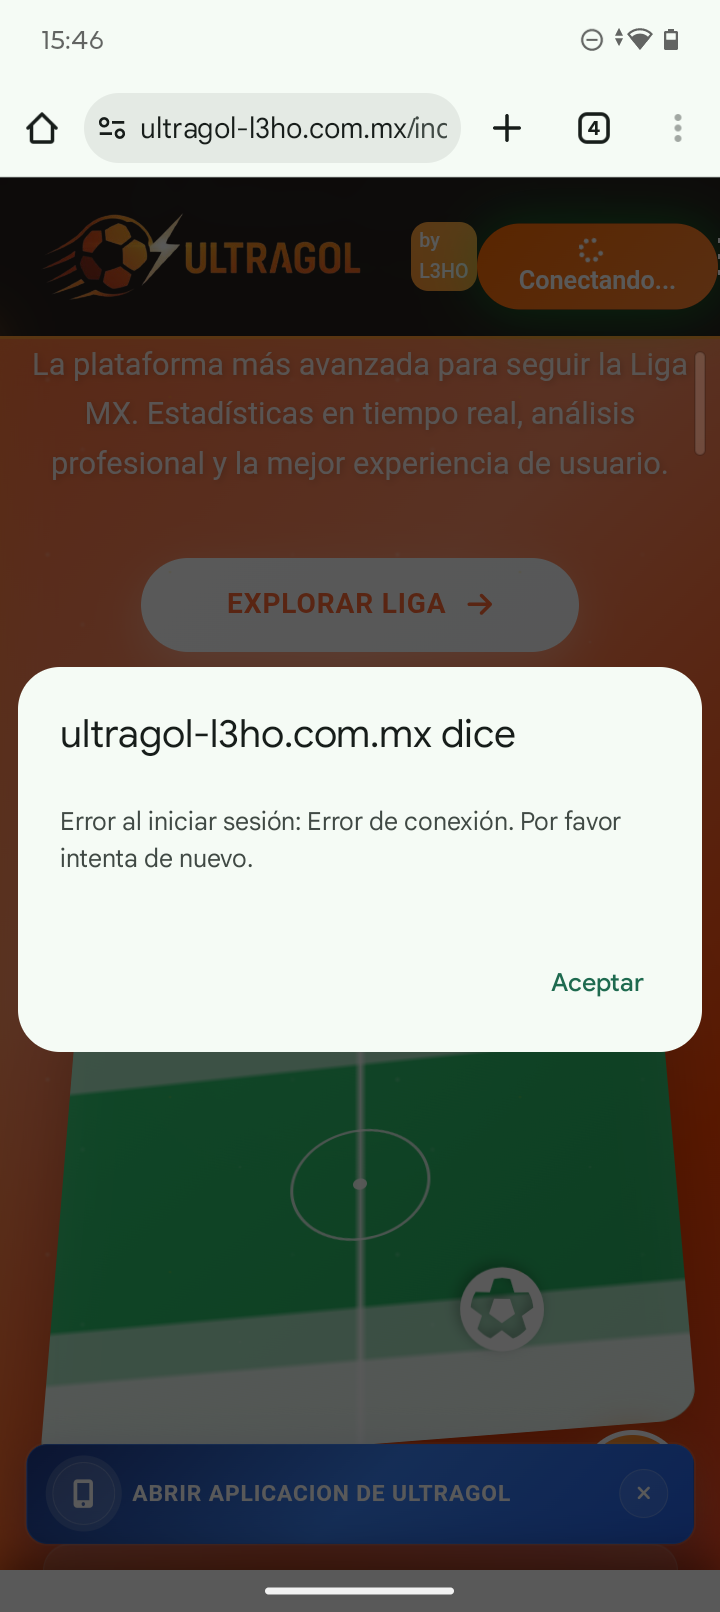 15:46
ultragol-l3ho.com.mx/inc
4
ULTRAGOL
by
L3HO
Conectando...
La plataforma más avanzada para seguir la Liga
MX. Estadísticas en tiempo real, análisis
profesional y la mejor experiencia de usuario.
EXPLORAR LIGA
ultragol-l3ho.com.mx dice
Error al iniciar sesión: Error de conexión. Por favor
intenta de nuevo.
Aceptar
ABRIR APLICACION DE ULTRAGOL